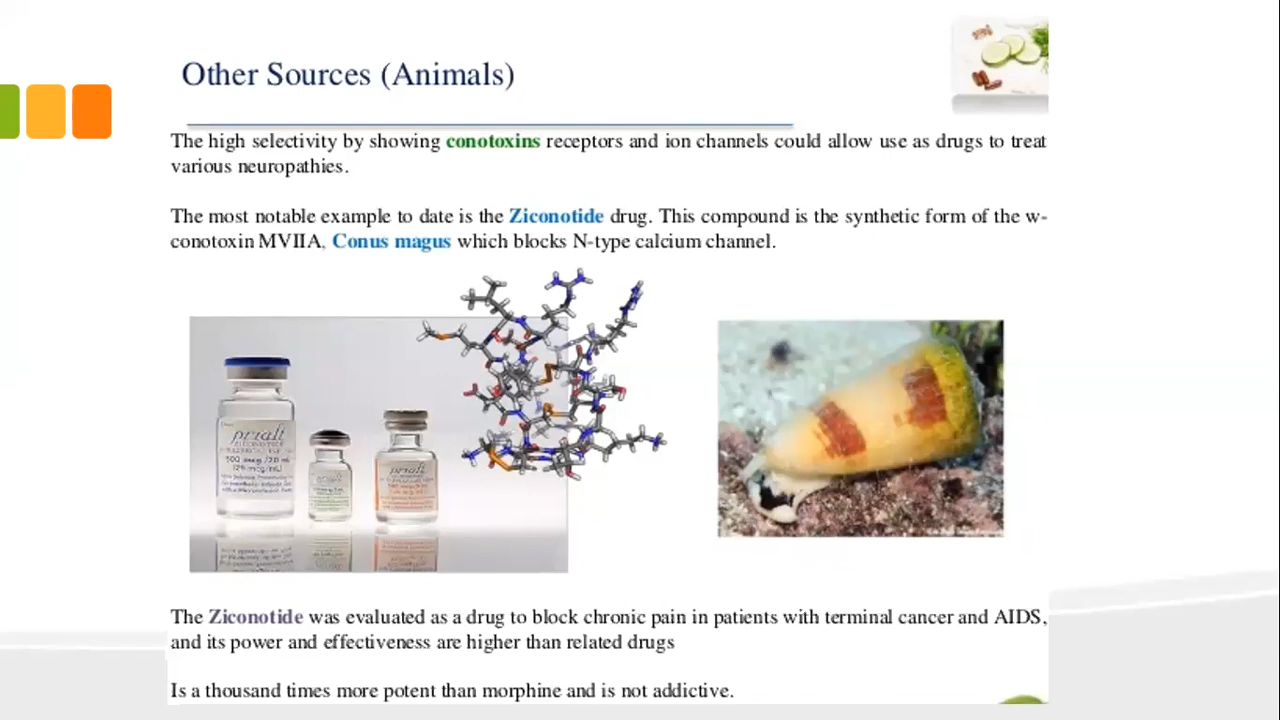 Other Sources (Animals)
The high selectivity by showing conotoxins receptors and ion channels could allow use as drugs to treat
various neuropathies.
The most notable example to date is the Ziconotide drug. This compound is the synthetic form of the w-
conotoxin MVIIA, Conus magus which blocks N-type calcium channel.
prialt
500 mcg /20 mL
prialt
The Ziconotide was evaluated as a drug to block chronic pain in patients with terminal cancer and AIDS,
and its power and effectiveness are higher than related drugs
Is a thousand times more potent than morphine and is not addictive.